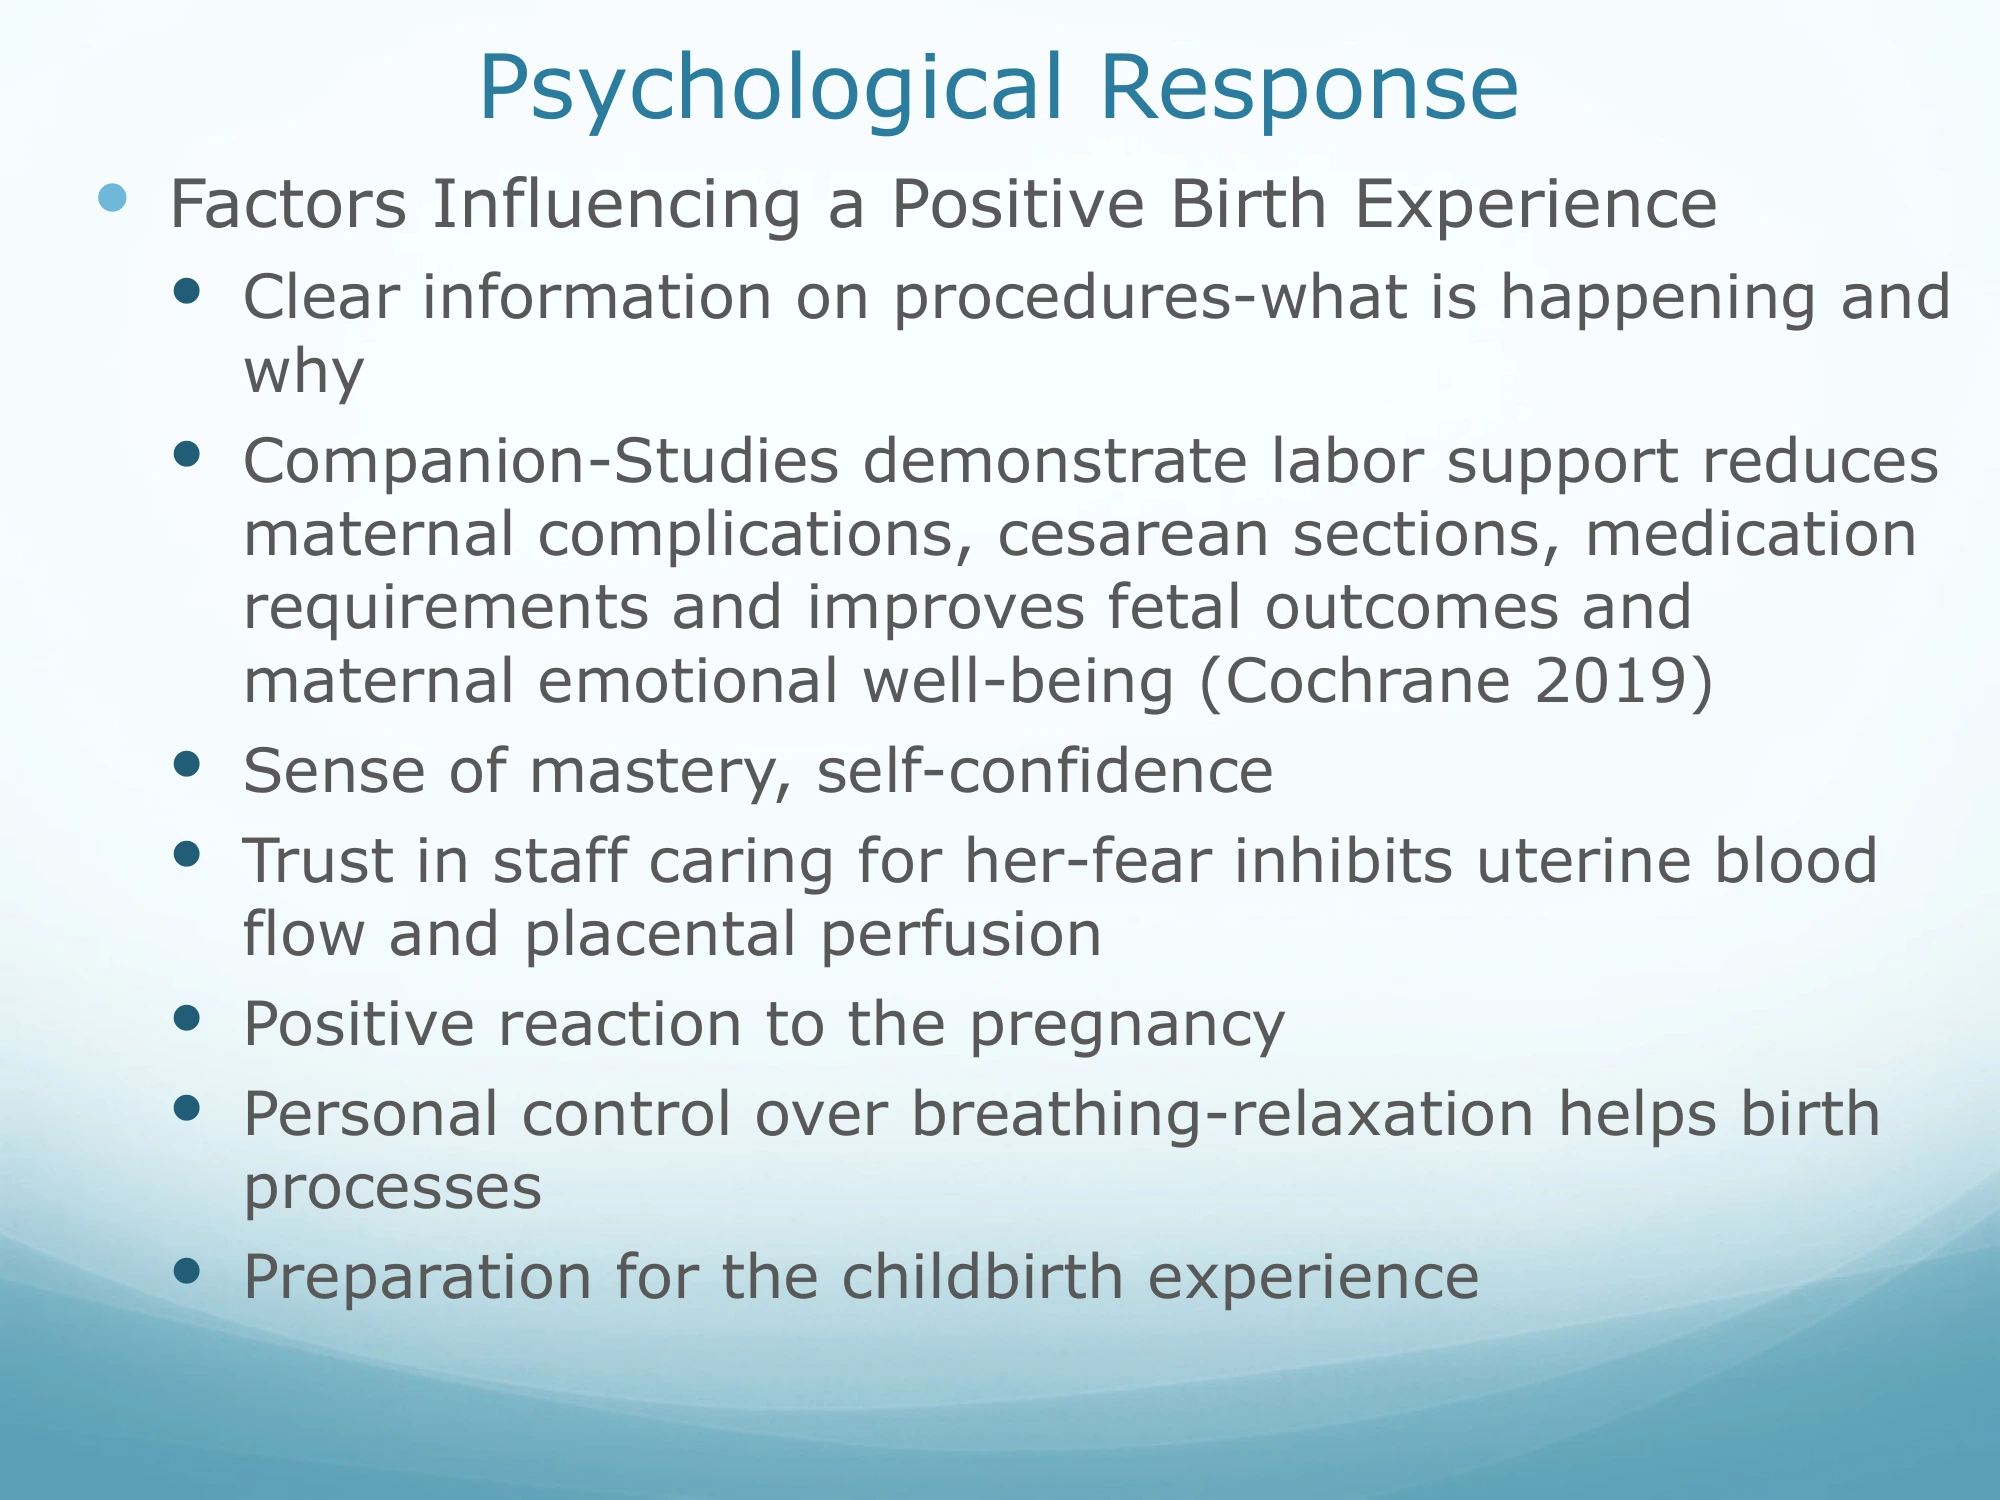 Psychological Response
• Factors Influencing a Positive Birth Experience
• Clear information on procedures-what is happening and
why
• Companion-Studies demonstrate labor support reduces
maternal complications, cesarean sections, medication
requirements and improves fetal outcomes and
maternal emotional well-being (Cochrane 2019)
• Sense of mastery, self-confidence
• Trust in staff caring for her-fear inhibits uterine blood
flow and placental perfusion
• Positive reaction to the pregnancy
• Personal control over breathing-relaxation helps birth
processes
• Preparation for the childbirth experience